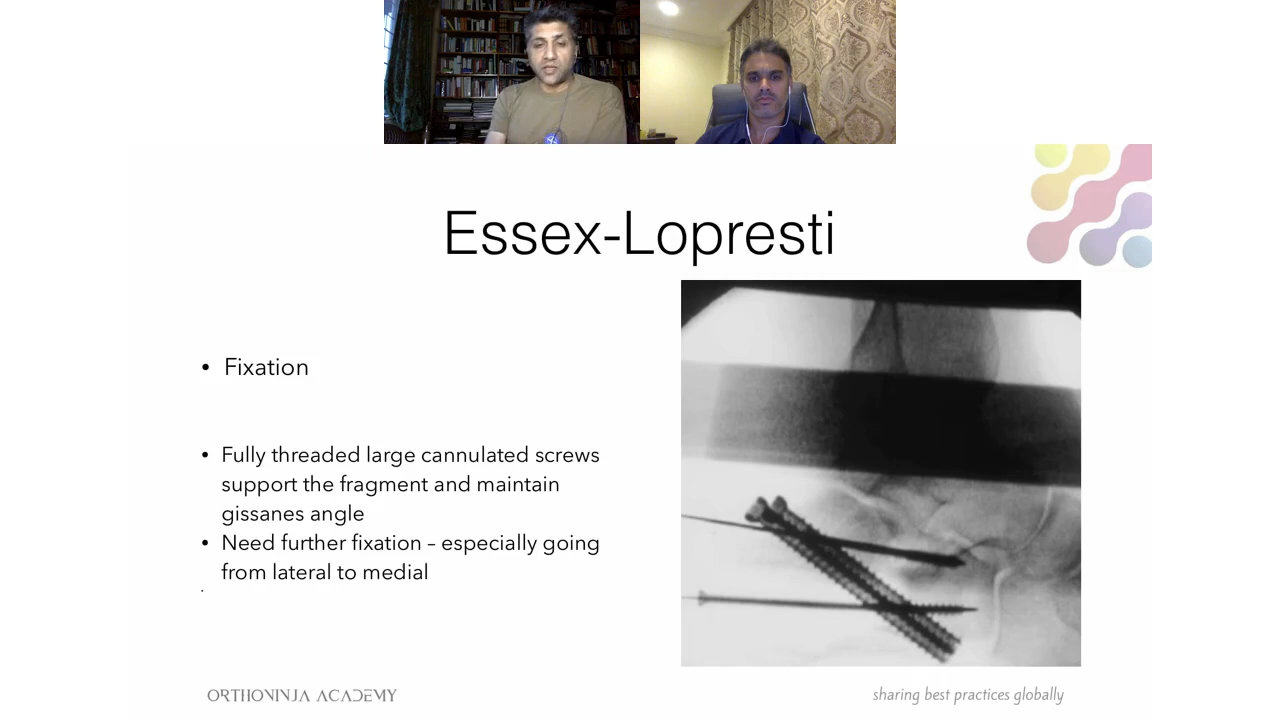 Essex-Lopresti
• Fixation
• Fully threaded large cannulated screws
support the fragment and maintain
gissanes angle
• Need further fixation – especially going
from lateral to medial
ORTHONINJA ACADEMY
sharing best practices globally